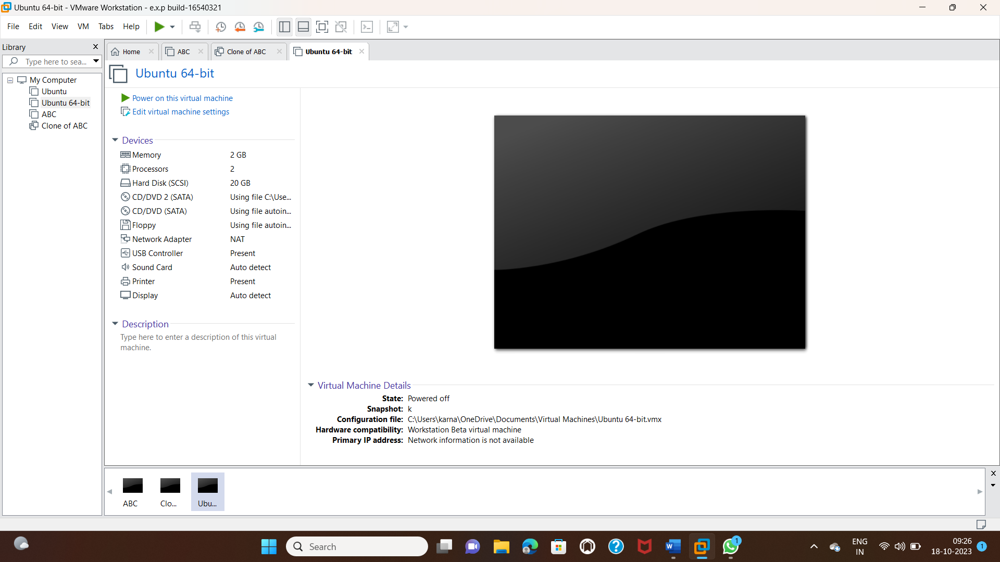 Ubuntu 64-bit - VMware Workstation - e.x.p build-16540321
File Edit View VM Tabs Help
Library
Type here to sea...
My Computer
Ubuntu
Ubuntu 64-bit
ABC
Clone of ABC
Home
ABC
Clone of ABC
Ubuntu 64-bit
Ubuntu 64-bit
Power on this virtual machine
Edit virtual machine settings
Devices
Memory 2 GB
Processors 2
Hard Disk (SCSI) 20 GB
CD/DVD 2 (SATA) Using file C:\Use...
CD/DVD (SATA) Using file autoin...
Floppy Using file autoin...
Network Adapter NAT
USB Controller Present
Sound Card Auto detect
Printer Present
Display Auto detect
Description
Type here to enter a description of this virtual
machine.
Virtual Machine Details
State: Powered off
Snapshot: k
Configuration file: C:\Users\karna\OneDrive\Documents\Virtual Machines\Ubuntu 64-bit.vmx
Hardware compatibility: Workstation Beta virtual machine
Primary IP address: Network information is not available
ABC
Clo...
Ubu...
Search
W
1
ENG
IN
09:26
18-10-2023
1